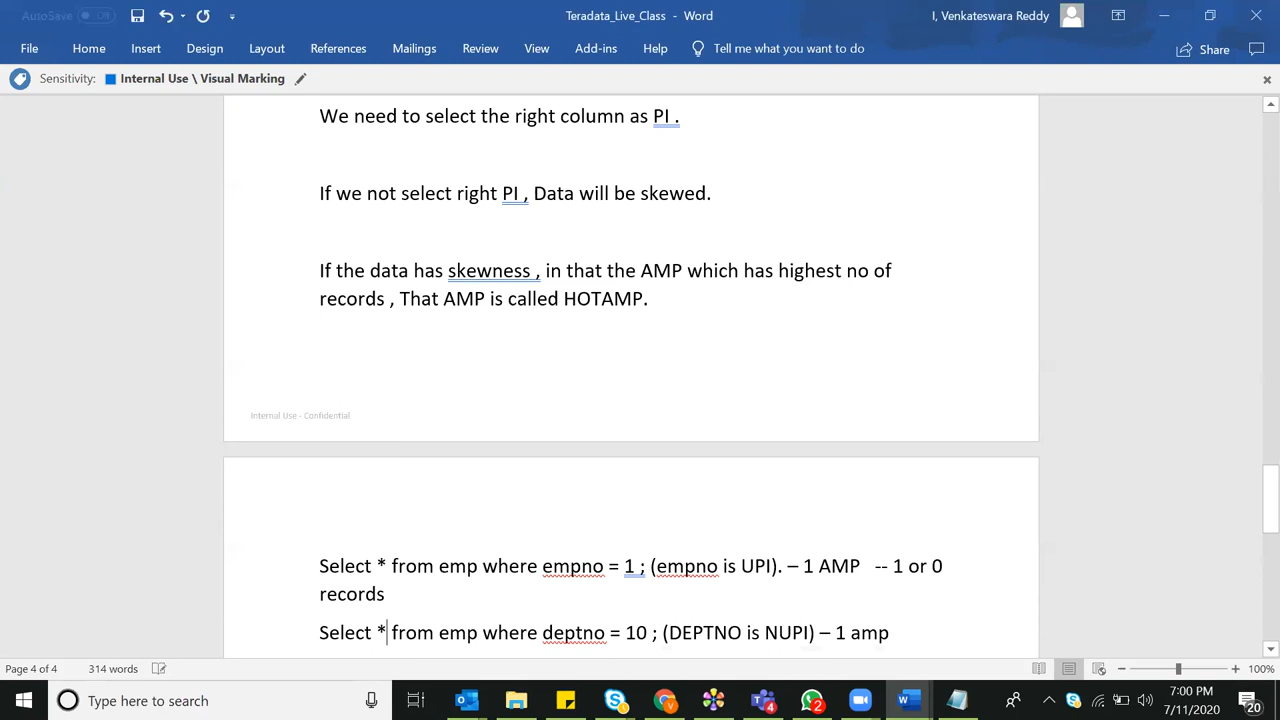 AutoSave Off
Teradata_Live_Class - Word
I, Venkateswara Reddy
File Home Insert Design Layout References Mailings Review View Add-ins Help Tell me what you want to do Share
Sensitivity: Internal Use \ Visual Marking
We need to select the right column as PI .
If we not select right PI , Data will be skewed.
If the data has skewness , in that the AMP which has highest no of
records , That AMP is called HOTAMP.
Internal Use - Confidential
Select * from emp where empno = 1 ; (empno is UPI). – 1 AMP -- 1 or 0
records
Select * from emp where deptno = 10 ; (DEPTNO is NUPI) – 1 amp
Page 4 of 4 314 words 100%
Type here to search
4
2
7:00 PM
7/11/2020
20